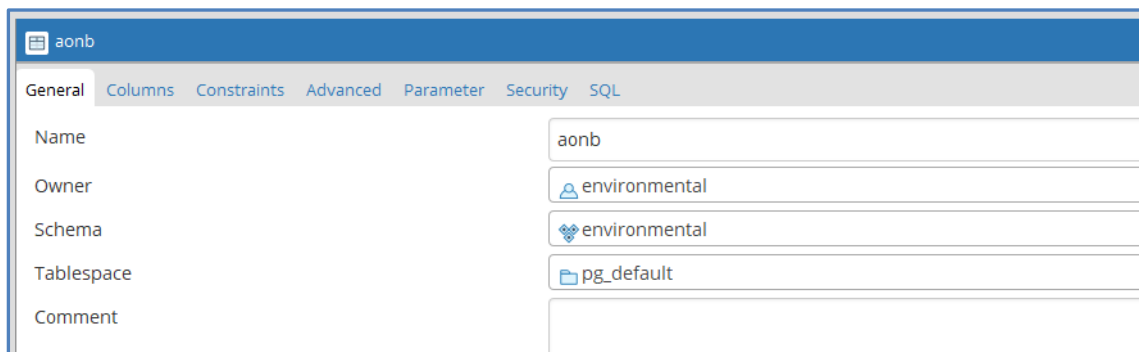 aonb
General Columns Constraints Advanced Parameter Security SQL
Name aonb
Owner environmental
Schema environmental
Tablespace pg_default
Comment